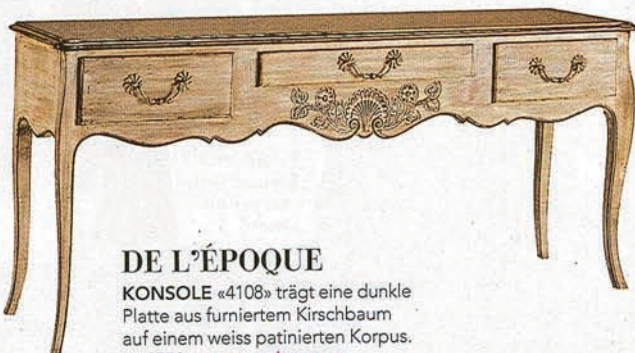 DE L'ÉPOQUE
KONSOLE «4108» trägt eine dunkle
Platte aus furniertem Kirschbaum
auf einem weiss patinierten Korpus.